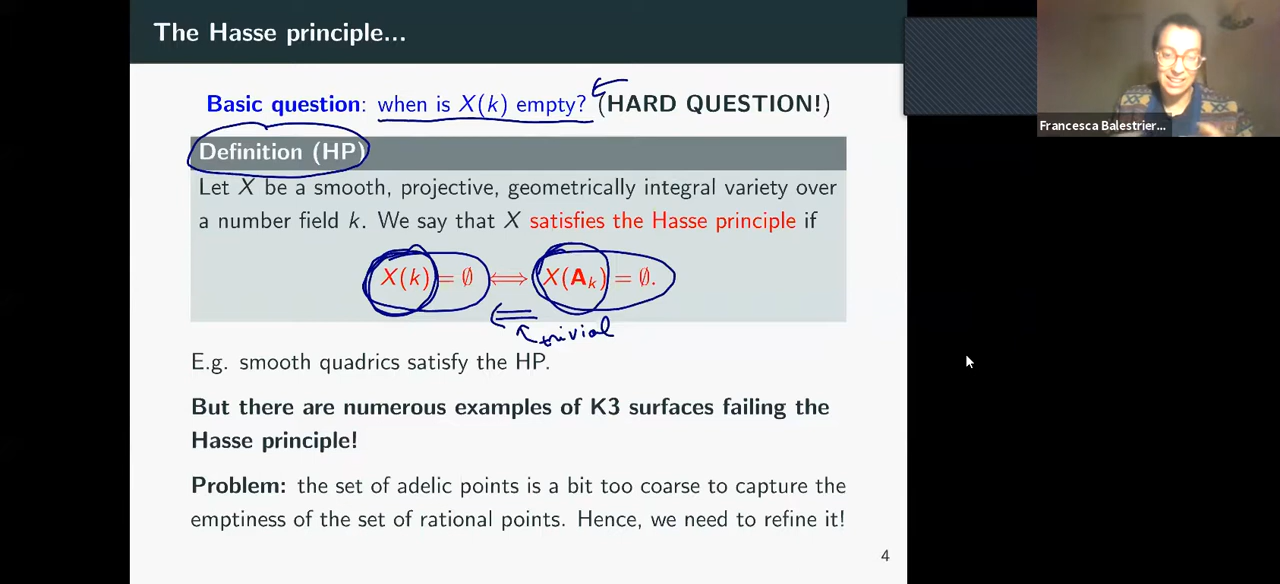 The Hasse principle...
Basic question: when is X(k) empty? (HARD QUESTION!)
Definition (HP)
Let X be a smooth, projective, geometrically integral variety over
a number field k. We say that X satisfies the Hasse principle if
X(k) = ∅ ⟺ X(𝐀ₖ) = ∅.
⟸
trivial
E.g. smooth quadrics satisfy the HP.
But there are numerous examples of K3 surfaces failing the
Hasse principle!
Problem: the set of adelic points is a bit too coarse to capture the
emptiness of the set of rational points. Hence, we need to refine it!
4
Francesca Balestrier...